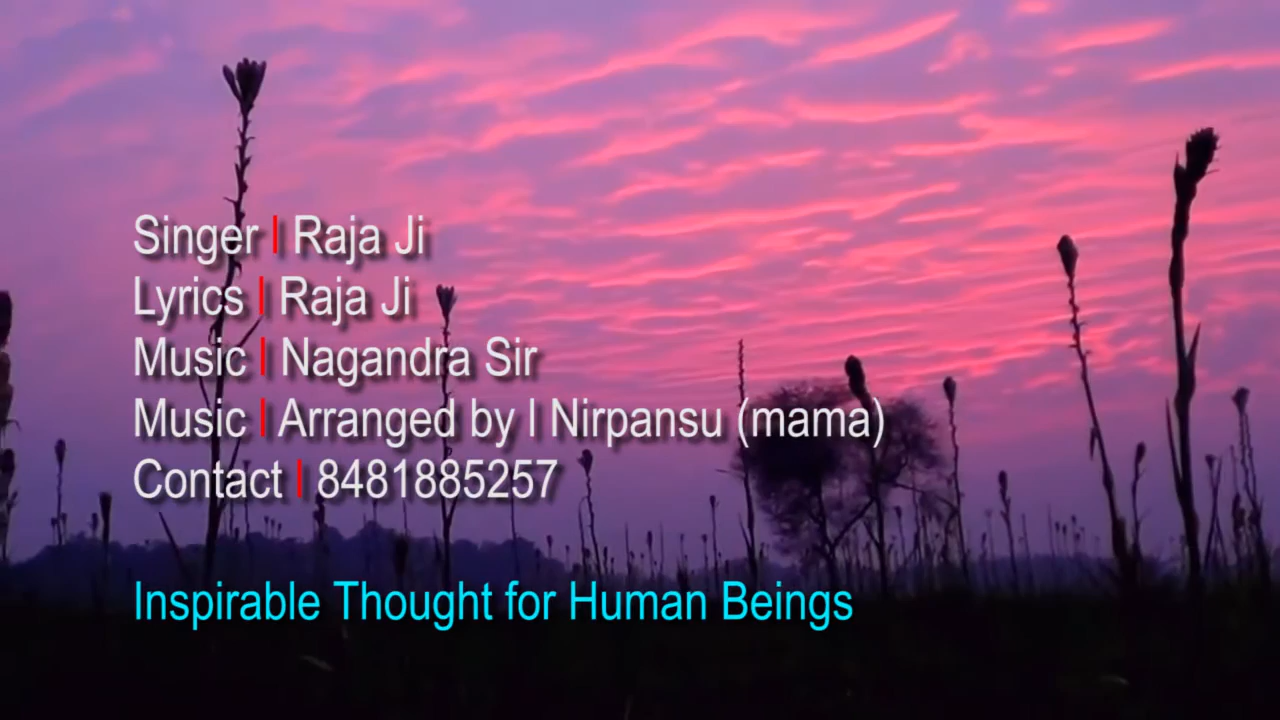 Singer | Raja Ji
Lyrics | Raja Ji
Music | Nagandra Sir
Music | Arranged by l Nirpansu (mama)
Contact | 8481885257
Inspirable Thought for Human Beings